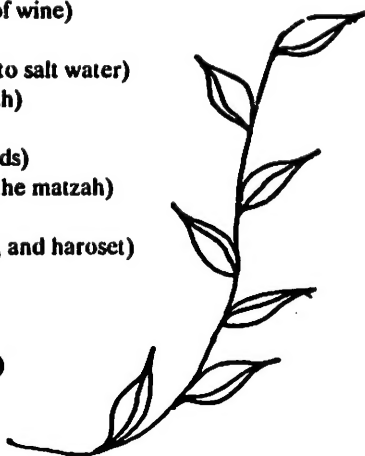 of wine)
to salt water)
h)
ds)
he matzah)
, and haroset)
)